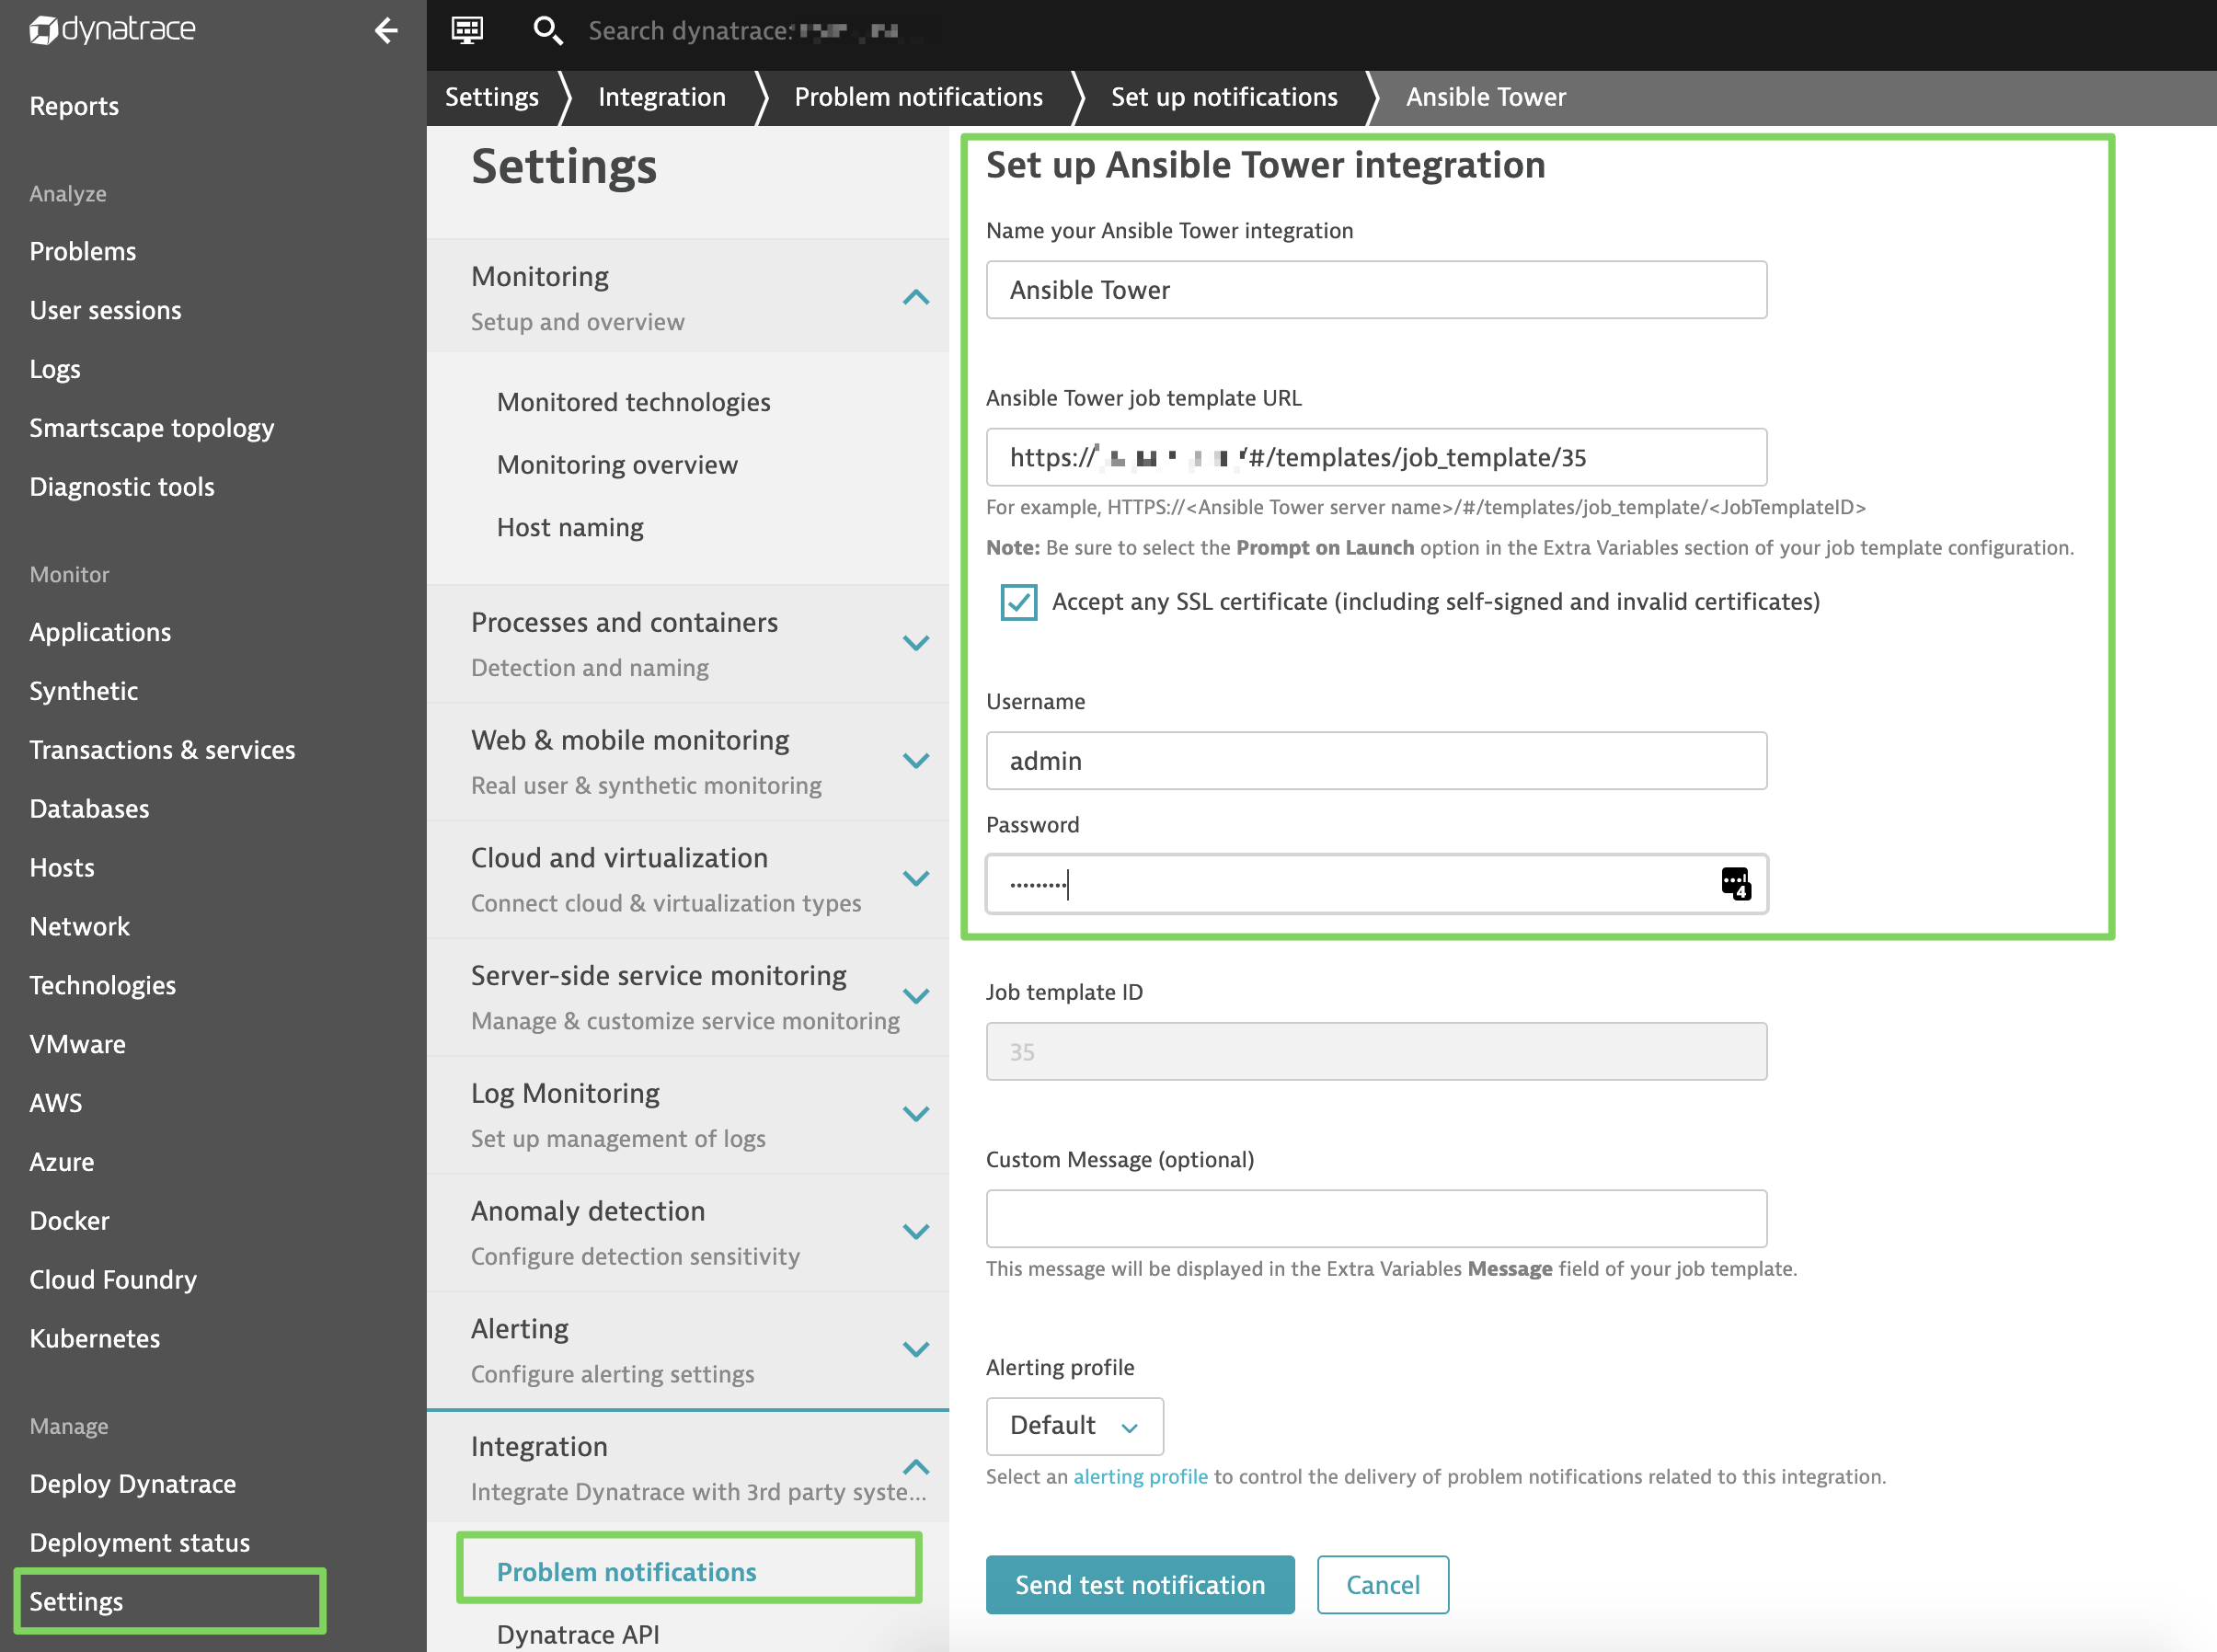 dynatrace
Reports
Analyze
Problems
User sessions
Logs
Smartscape topology
Diagnostic tools
Monitor
Applications
Synthetic
Transactions & services
Databases
Hosts
Network
Technologies
VMware
AWS
Azure
Docker
Cloud Foundry
Kubernetes
Manage
Deploy Dynatrace
Deployment status
Settings
Search dynatrace:
Settings
Integration
Problem notifications
Set up notifications
Ansible Tower
Settings
Monitoring
Setup and overview
Monitored technologies
Monitoring overview
Host naming
Processes and containers
Detection and naming
Web & mobile monitoring
Real user & synthetic monitoring
Cloud and virtualization
Connect cloud & virtualization types
Server-side service monitoring
Manage & customize service monitoring
Log Monitoring
Set up management of logs
Anomaly detection
Configure detection sensitivity
Alerting
Configure alerting settings
Integration
Integrate Dynatrace with 3rd party syste...
Problem notifications
Dynatrace API
Set up Ansible Tower integration
Name your Ansible Tower integration
Ansible Tower
Ansible Tower job template URL
https:// /#/templates/job_template/35
For example, HTTPS://<Ansible Tower server name>/#/templates/job_template/<JobTemplateID>
Note: Be sure to select the Prompt on Launch option in the Extra Variables section of your job template configuration.
Accept any SSL certificate (including self-signed and invalid certificates)
Username
admin
Password
4
Job template ID
35
Custom Message (optional)
This message will be displayed in the Extra Variables Message field of your job template.
Alerting profile
Default
Select an alerting profile to control the delivery of problem notifications related to this integration.
Send test notification
Cancel